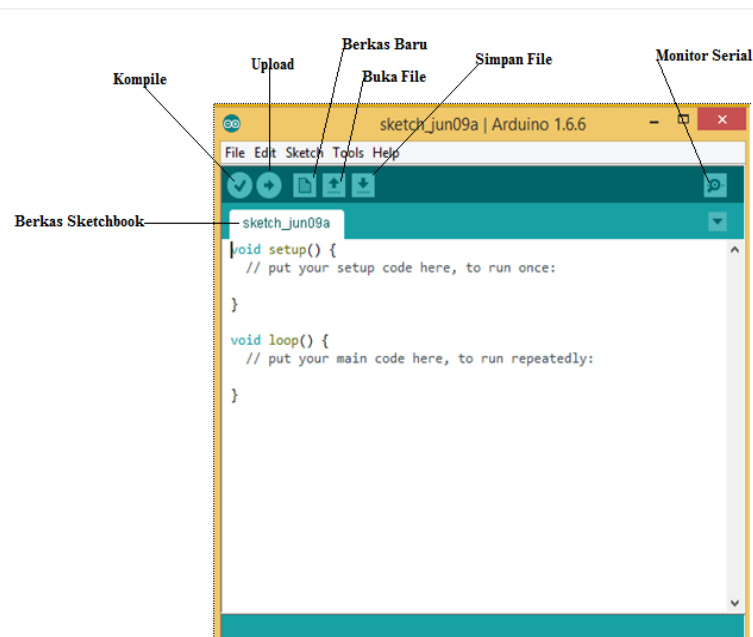 Berkas Baru
Upload
Simpan File
Monitor Serial
Kompile
Buka File
sketch_jun09a | Arduino 1.6.6
File Edit Sketch Tools Help
Berkas Sketchbook
sketch_jun09a
void setup() {
// put your setup code here, to run once:
}
void loop() {
// put your main code here, to run repeatedly:
}